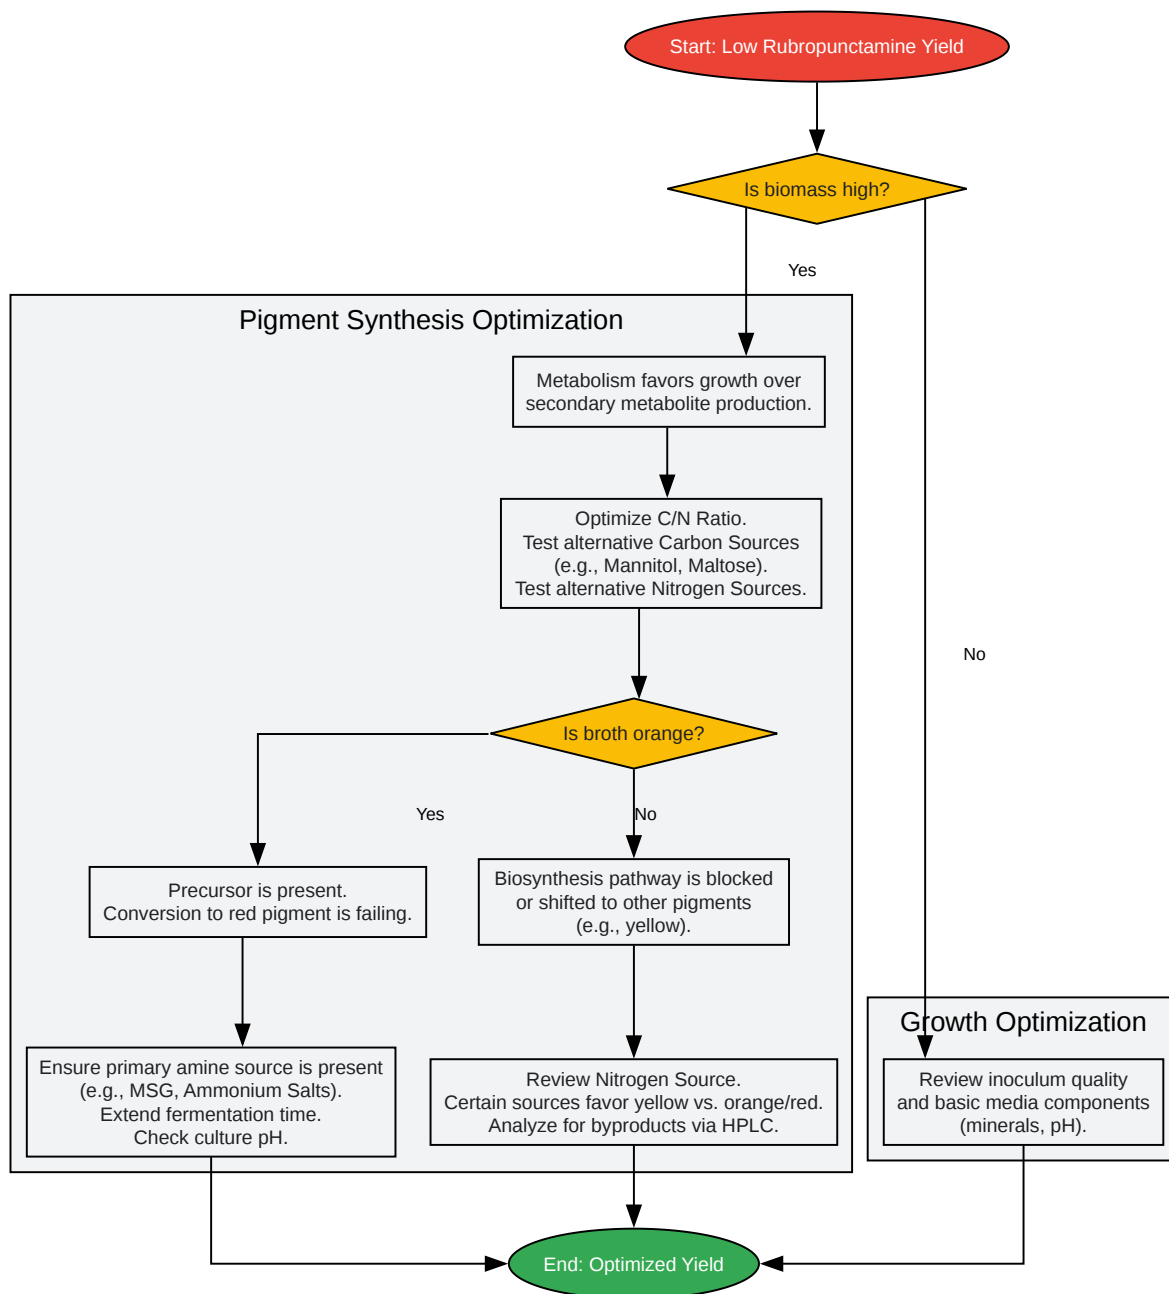 Start: Low Rubropunctamine Yield
Is biomass high?
Yes
Pigment Synthesis Optimization
Metabolism favors growth over
secondary metabolite production.
Optimize C/N Ratio.
Test alternative Carbon Sources
(e.g., Mannitol, Maltose).
Test alternative Nitrogen Sources.
No
Is broth orange?
Yes
No
Precursor is present.
Conversion to red pigment is failing.
Biosynthesis pathway is blocked
or shifted to other pigments
(e.g., yellow).
Growth Optimization
Ensure primary amine source is present
(e.g., MSG, Ammonium Salts).
Extend fermentation time.
Check culture pH.
Review Nitrogen Source.
Certain sources favor yellow vs. orange/red.
Analyze for byproducts via HPLC.
Review inoculum quality
and basic media components
(minerals, pH).
End: Optimized Yield